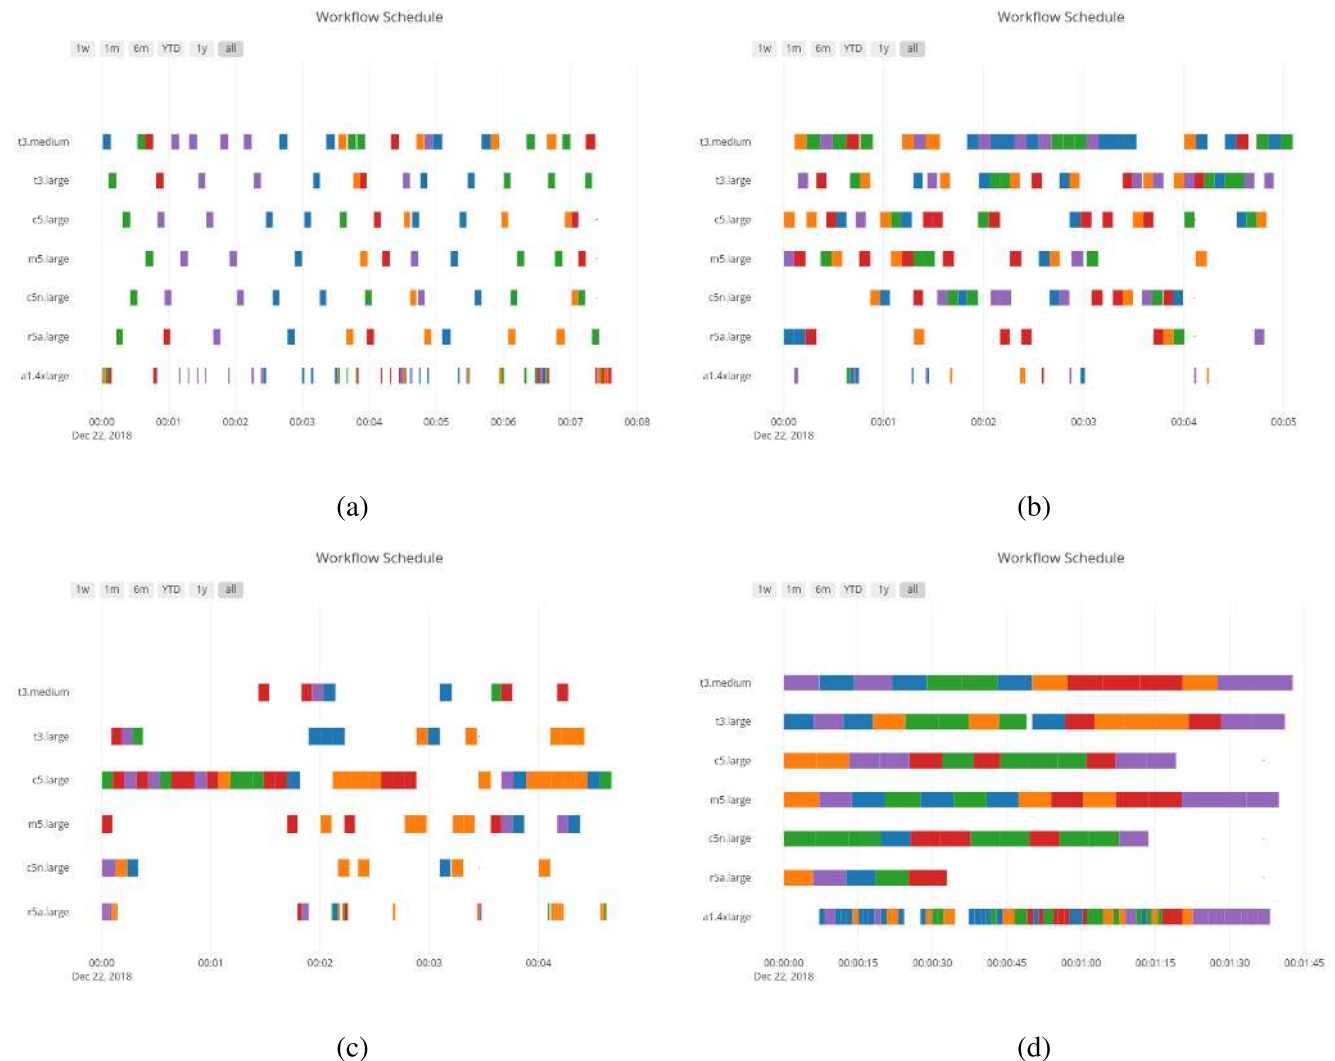 Workflow Schedule
1w 1m 6m YTD 1y all
t3.medium
t3.large
c5.large
m5.large
c5n.large
r5a.large
a1.4xlarge
00:00 00:01 00:02 00:03 00:04 00:05 00:06 00:07 00:08
Dec 22, 2018
(a)
Workflow Schedule
1w 1m 6m YTD 1y all
t3.medium
t3.large
c5.large
m5.large
c5n.large
r5a.large
a1.4xlarge
00:00 00:01 00:02 00:03 00:04 00:05
Dec 22, 2018
(b)
Workflow Schedule
1w 1m 6m YTD 1y all
t3.medium
t3.large
c5.large
m5.large
c5n.large
r5a.large
00:00 00:01 00:02 00:03 00:04
Dec 22, 2018
(c)
Workflow Schedule
1w 1m 6m YTD 1y all
t3.medium
t3.large
c5.large
m5.large
c5n.large
r5a.large
a1.4xlarge
00:00:00 00:00:15 00:00:30 00:00:45 00:01:00 00:01:15 00:01:30 00:01:45
Dec 22, 2018
(d)